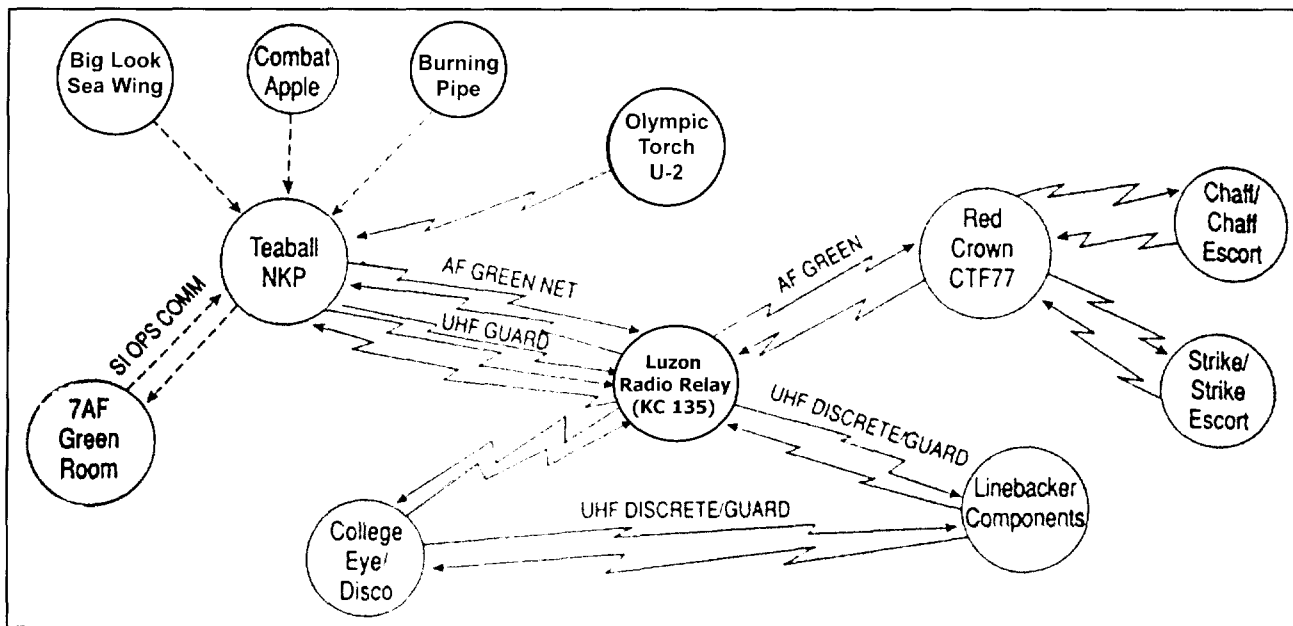 Big Look
Sea Wing
Combat
Apple
Burning
Pipe
Olympic
Torch
U-2
Teaball
NKP
Red
Crown
CTF77
Chaff/
Chaff
Escort
AF GREEN NET
AF GREEN
UHF GUARD
SI OPS COMM
Luzon
Radio Relay
(KC 135)
Strike/
Strike
Escort
7AF
Green
Room
UHF DISCRETE/GUARD
Linebacker
Components
UHF DISCRETE/GUARD
College
Eye/
Disco